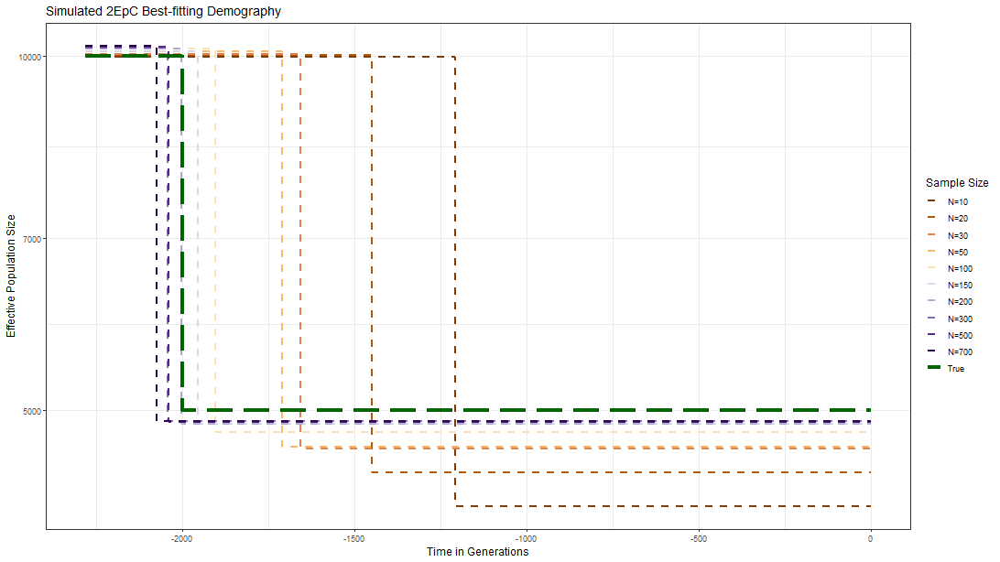 Simulated 2EpC Best-fitting Demography
Effective Population Size
10000
7000
5000
-2000
-1500
-1000
-500
0
Time in Generations
Sample Size
N=10
N=20
N=30
N=50
N=100
N=150
N=200
N=300
N=500
N=700
True